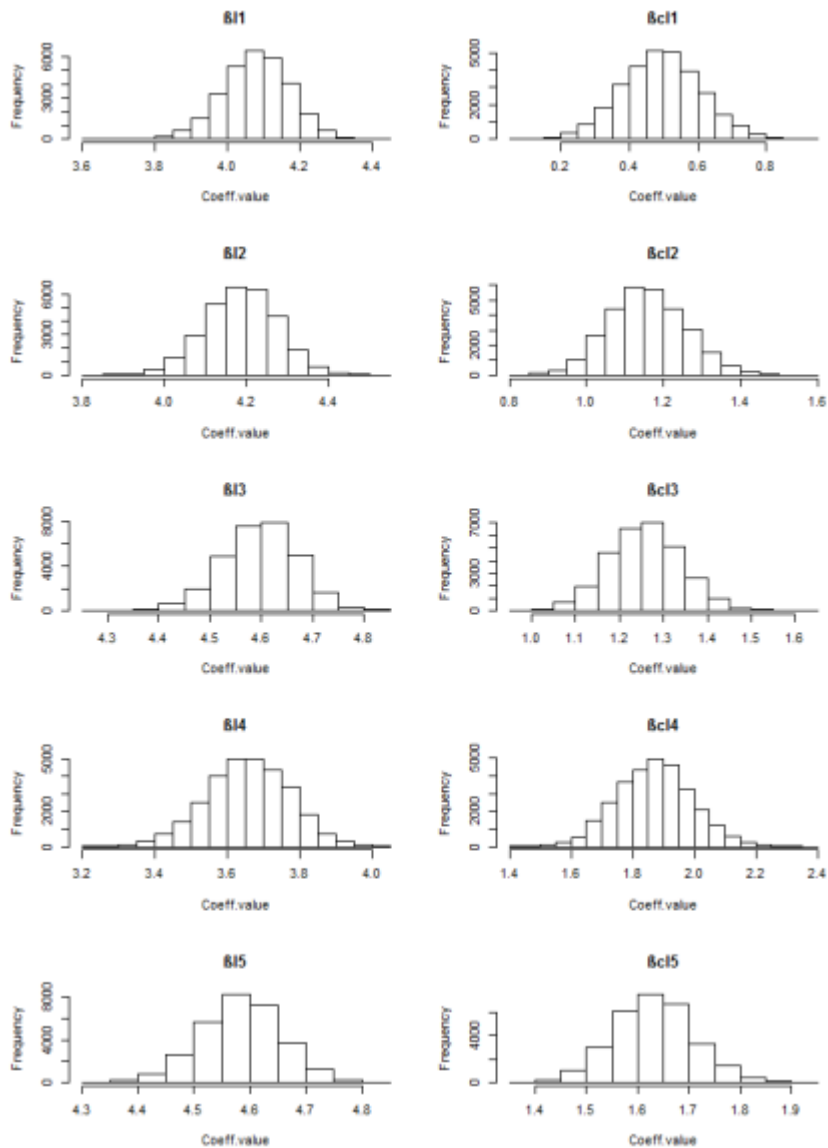 ßl1
Frequency
0 3000 6000
3.6 3.8 4.0 4.2 4.4
Coeff.value
ßcl1
Frequency
0 2000 5000
0.2 0.4 0.6 0.8
Coeff.value
ßl2
Frequency
0 3000 6000
3.8 4.0 4.2 4.4
Coeff.value
ßcl2
Frequency
0 2000 5000
0.8 1.0 1.2 1.4 1.6
Coeff.value
ßl3
Frequency
0 4000 8000
4.3 4.4 4.5 4.6 4.7 4.8
Coeff.value
ßcl3
Frequency
0 3000 7000
1.0 1.1 1.2 1.3 1.4 1.5 1.6
Coeff.value
ßl4
Frequency
0 2000 5000
3.2 3.4 3.6 3.8 4.0
Coeff.value
ßcl4
Frequency
0 2000 5000
1.4 1.6 1.8 2.0 2.2 2.4
Coeff.value
ßl5
Frequency
0 4000 8000
4.3 4.4 4.5 4.6 4.7 4.8
Coeff.value
ßcl5
Frequency
0 4000
1.4 1.5 1.6 1.7 1.8 1.9
Coeff.value